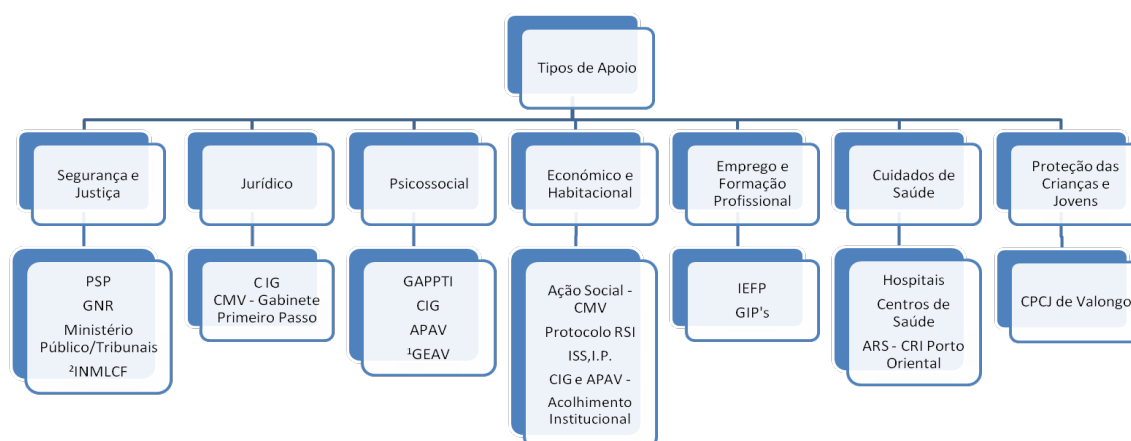 Tipos de Apoio
Segurança e
Justiça
Jurídico
Psicossocial
Económico e
Habitacional
Emprego e
Formação
Profissional
Cuidados de
Saúde
Proteção das
Crianças e
Jovens
PSP
GNR
Ministério
Público/Tribunais
²INMLCF
CIG
CMV - Gabinete
Primeiro Passo
GAPPTI
CIG
APAV
¹GEAV
Ação Social -
CMV
Protocolo RSI
ISS,I.P.
CIG e APAV -
Acolhimento
Institucional
IEFP
GIP's
Hospitais
Centros de
Saúde
ARS - CRI Porto
Oriental
CPCJ de Valongo